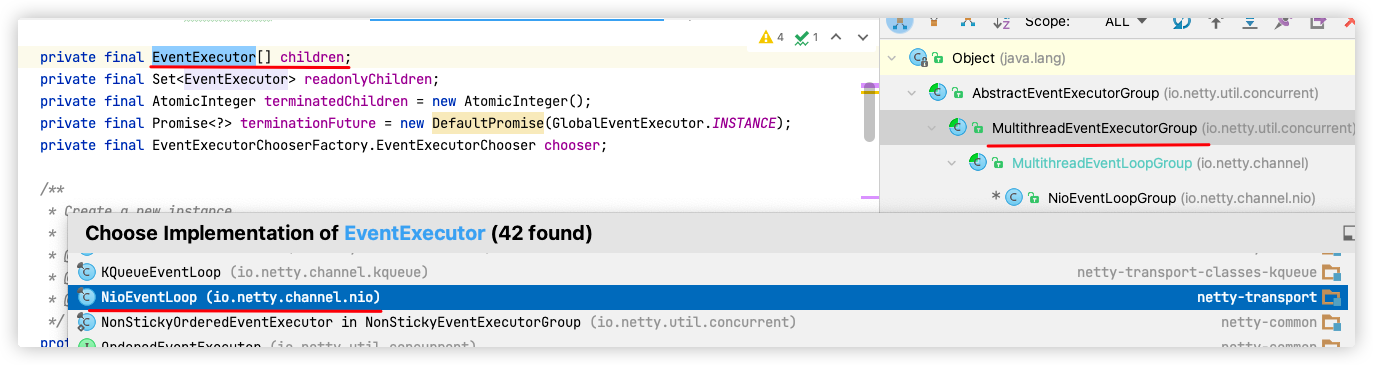 private final EventExecutor[] children;
private final Set<EventExecutor> readonlyChildren;
private final AtomicInteger terminatedChildren = new AtomicInteger();
private final Promise<?> terminationFuture = new DefaultPromise(GlobalEventExecutor.INSTANCE);
private final EventExecutorChooserFactory.EventExecutorChooser chooser;
/**
* Create a new instance
*/
4
1
Scope: ALL
Object (java.lang)
AbstractEventExecutorGroup (io.netty.util.concurrent)
MultithreadEventExecutorGroup (io.netty.util.concurrent)
MultithreadEventLoopGroup (io.netty.channel)
NioEventLoopGroup (io.netty.channel.nio)
Choose Implementation of EventExecutor (42 found)
KQueueEventLoop (io.netty.channel.kqueue) netty-transport-classes-kqueue
NioEventLoop (io.netty.channel.nio) netty-transport
NonStickyOrderedEventExecutor in NonStickyEventExecutorGroup (io.netty.util.concurrent) netty-common
OrderedEventExecutor (io.netty.util.concurrent) netty-common